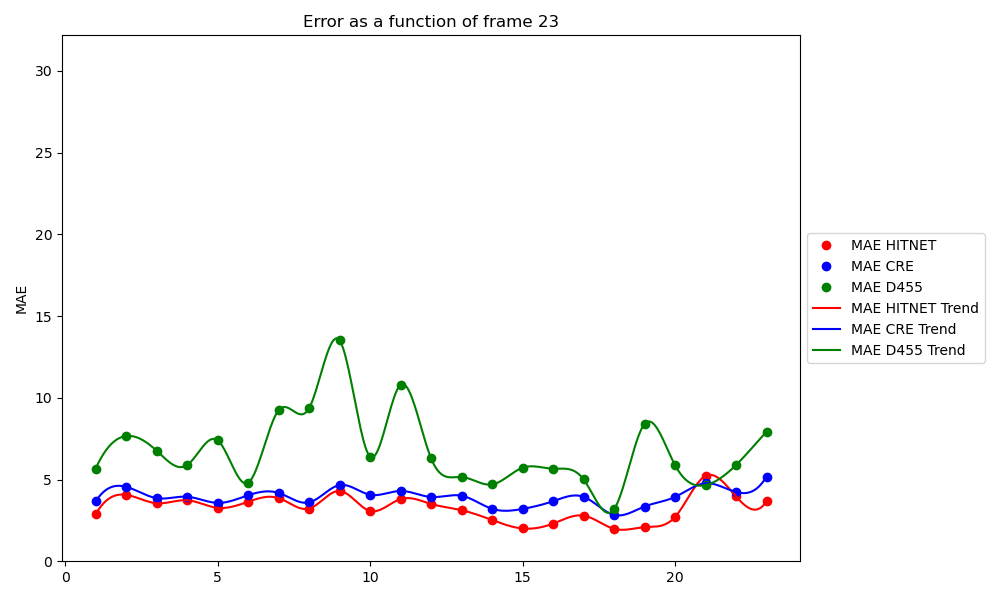 Error as a function of frame 23
MAE
30
25
20
15
10
5
0
0 5 10 15 20
MAE HITNET
MAE CRE
MAE D455
MAE HITNET Trend
MAE CRE Trend
MAE D455 Trend